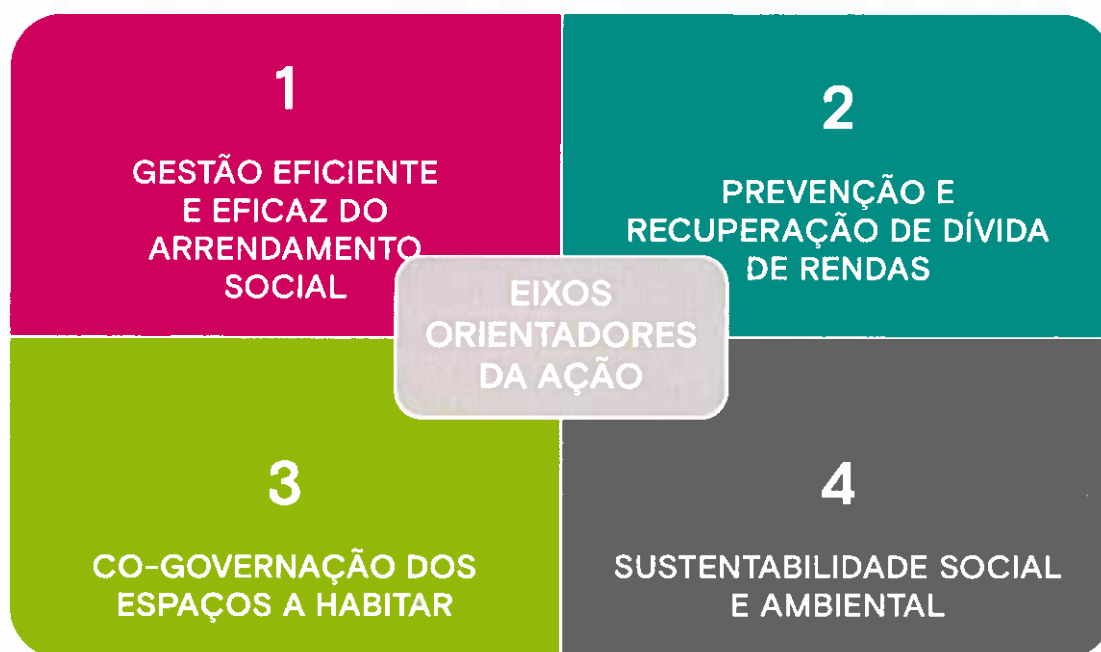 1
GESTÃO EFICIENTE
E EFICAZ DO
ARRENDAMENTO
SOCIAL
2
PREVENÇÃO E
RECUPERAÇÃO DE DÍVIDA
DE RENDAS
EIXOS
ORIENTADORES
DA AÇÃO
3
CO-GOVERNAÇÃO DOS
ESPAÇOS A HABITAR
4
SUSTENTABILIDADE SOCIAL
E AMBIENTAL